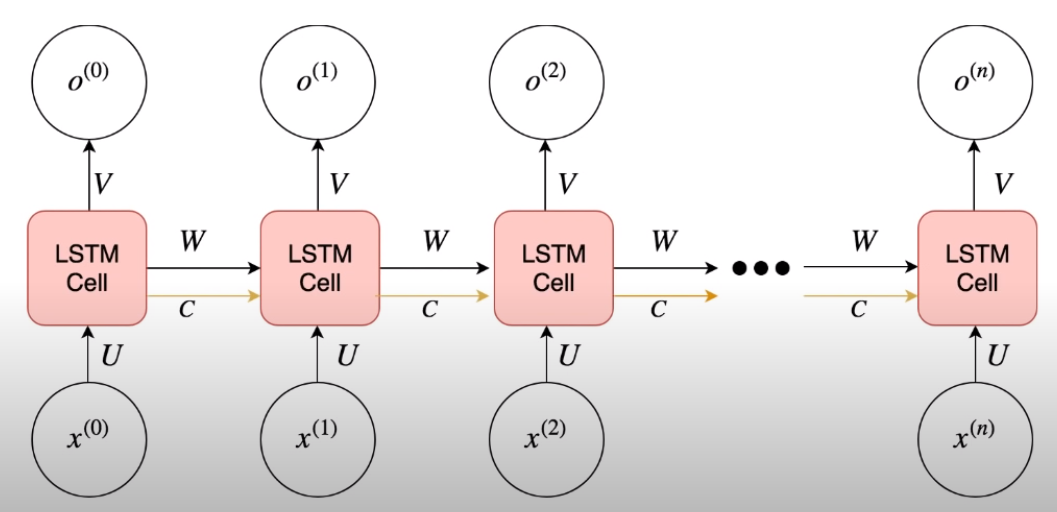 o^(0) o^(1) o^(2) o^(n)
V V V V
W W W W
LSTM Cell LSTM Cell LSTM Cell LSTM Cell
C C C C
U U U U
x^(0) x^(1) x^(2) x^(n)